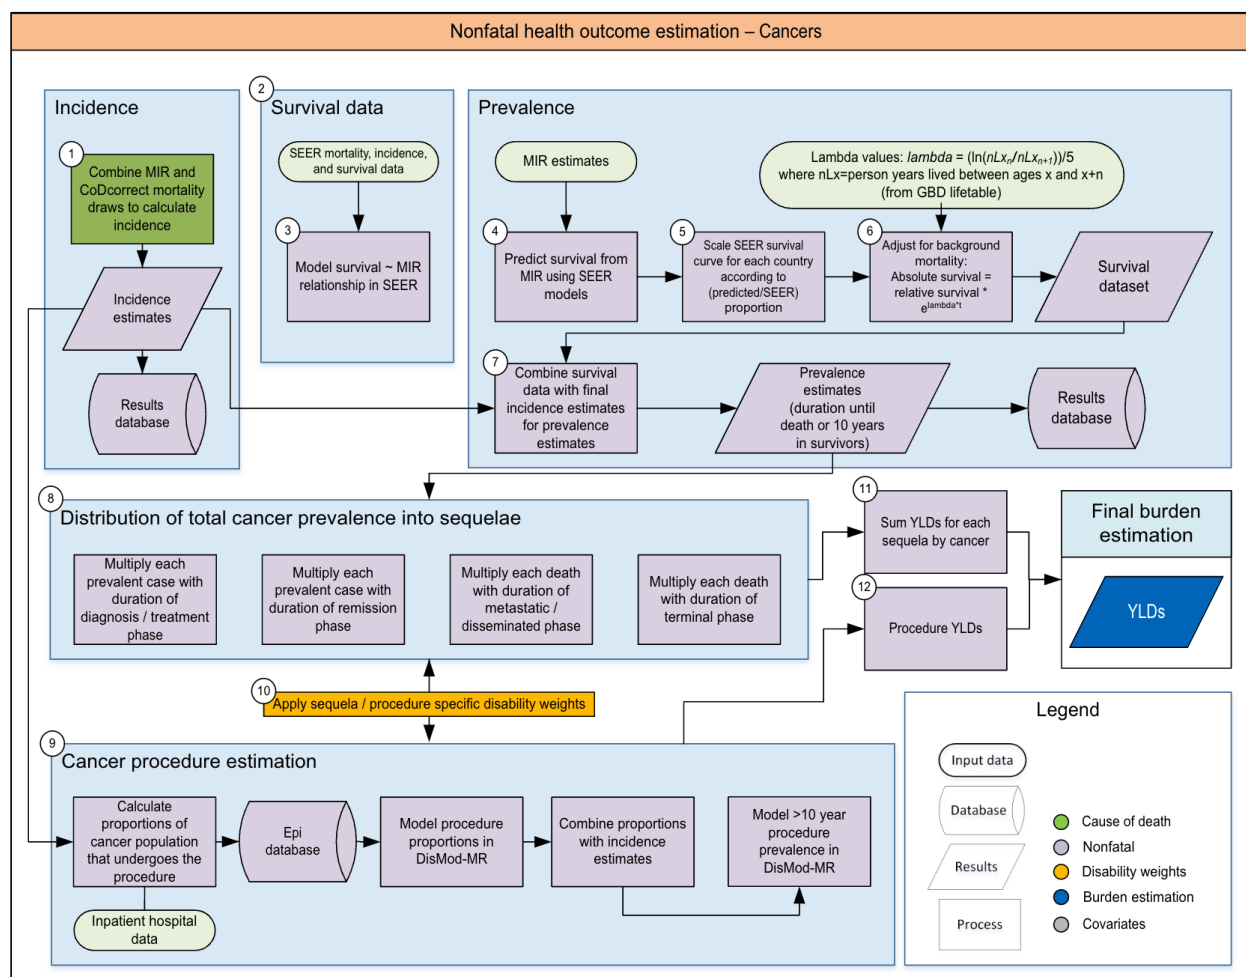 Nonfatal health outcome estimation – Cancers
Incidence
1
Combine MIR and
CoDcorrect mortality
draws to calculate
incidence
Incidence
estimates
Results
database
2
Survival data
SEER mortality, incidence,
and survival data
3
Model survival ~ MIR
relationship in SEER
Prevalence
MIR estimates
Lambda values: lambda = (ln(nLxn/nLxn+1))/5
where nLx=person years lived between ages x and x+n
(from GBD lifetable)
4
Predict survival from
MIR using SEER
models
5
Scale SEER survival
curve for each country
according to
(predicted/SEER)
proportion
6
Adjust for background
mortality:
Absolute survival =
relative survival *
e^lambda*t
Survival
dataset
7
Combine survival
data with final
incidence estimates
for prevalence
estimates
Prevalence
estimates
(duration until
death or 10 years
in survivors)
Results
database
8
Distribution of total cancer prevalence into sequelae
Multiply each
prevalent case with
duration of
diagnosis / treatment
phase
Multiply each
prevalent case with
duration of remission
phase
Multiply each death
with duration of
metastatic /
disseminated phase
Multiply each death
with duration of
terminal phase
11
Sum YLDs for each
sequela by cancer
12
Procedure YLDs
Final burden
estimation
YLDs
10
Apply sequela / procedure specific disability weights
9
Cancer procedure estimation
Calculate
proportions of
cancer population
that undergoes the
procedure
Inpatient hospital
data
Epi
database
Model procedure
proportions in
DisMod-MR
Combine proportions
with incidence
estimates
Model >10 year
procedure
prevalence in
DisMod-MR
Legend
Input data
Database
Results
Process
Cause of death
Nonfatal
Disability weights
Burden estimation
Covariates